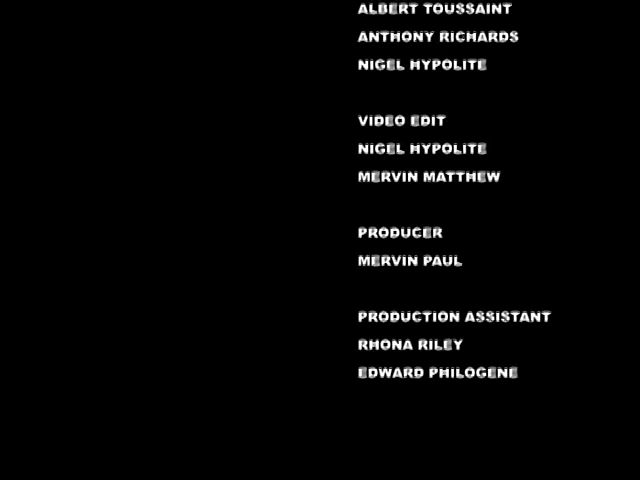 ALBERT TOUSSAINT
ANTHONY RICHARDS
NIGEL HYPOLITE
VIDEO EDIT
NIGEL HYPOLITE
MERVIN MATTHEW
PRODUCER
MERVIN PAUL
PRODUCTION ASSISTANT
RHONA RILEY
EDWARD PHILOGENE